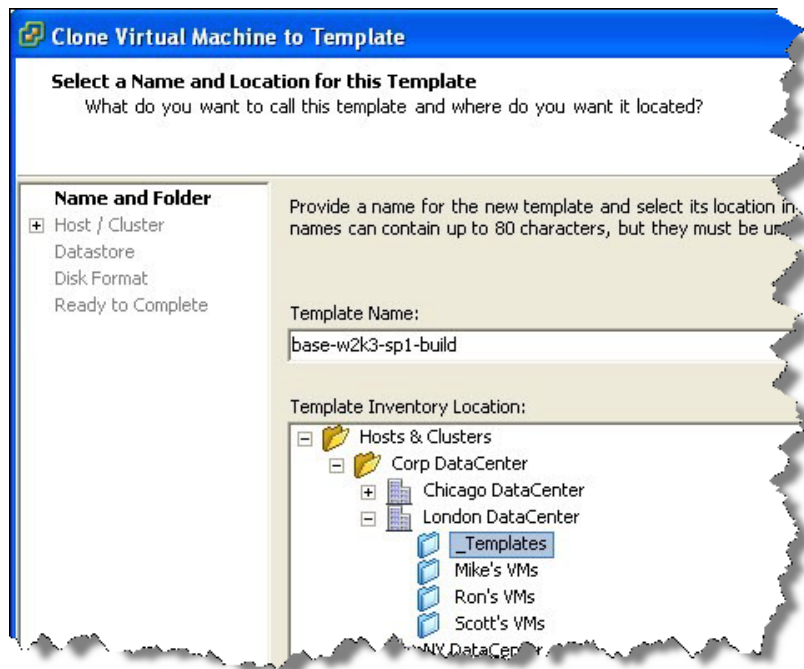 Clone Virtual Machine to Template
Select a Name and Location for this Template
What do you want to call this template and where do you want it located?
Name and Folder
Host / Cluster
Datastore
Disk Format
Ready to Complete
Provide a name for the new template and select its location in
names can contain up to 80 characters, but they must be
Template Name:
base-w2k3-sp1-build
Template Inventory Location:
Hosts & Clusters
Corp DataCenter
Chicago DataCenter
London DataCenter
_Templates
Mike's VMs
Ron's VMs
Scott's VMs
NY DataCenter